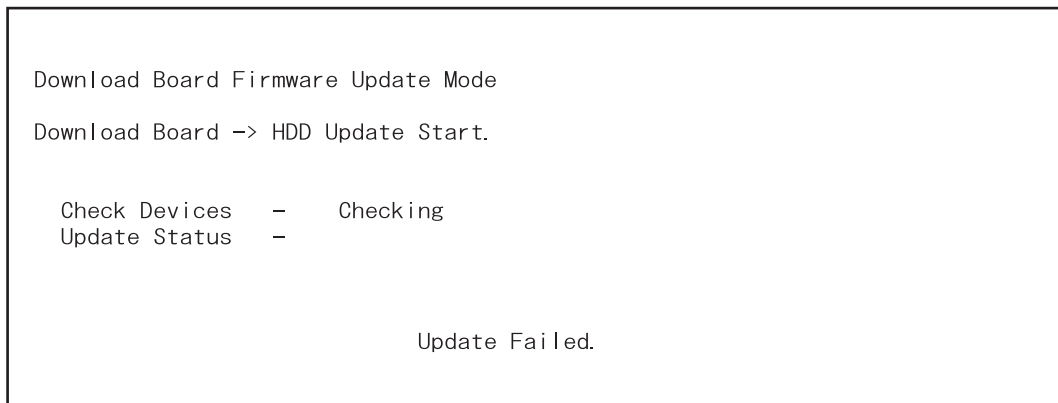 Download Board Firmware Update Mode
Download Board -> HDD Update Start.
Check Devices - Checking
Update Status -
Update Failed.